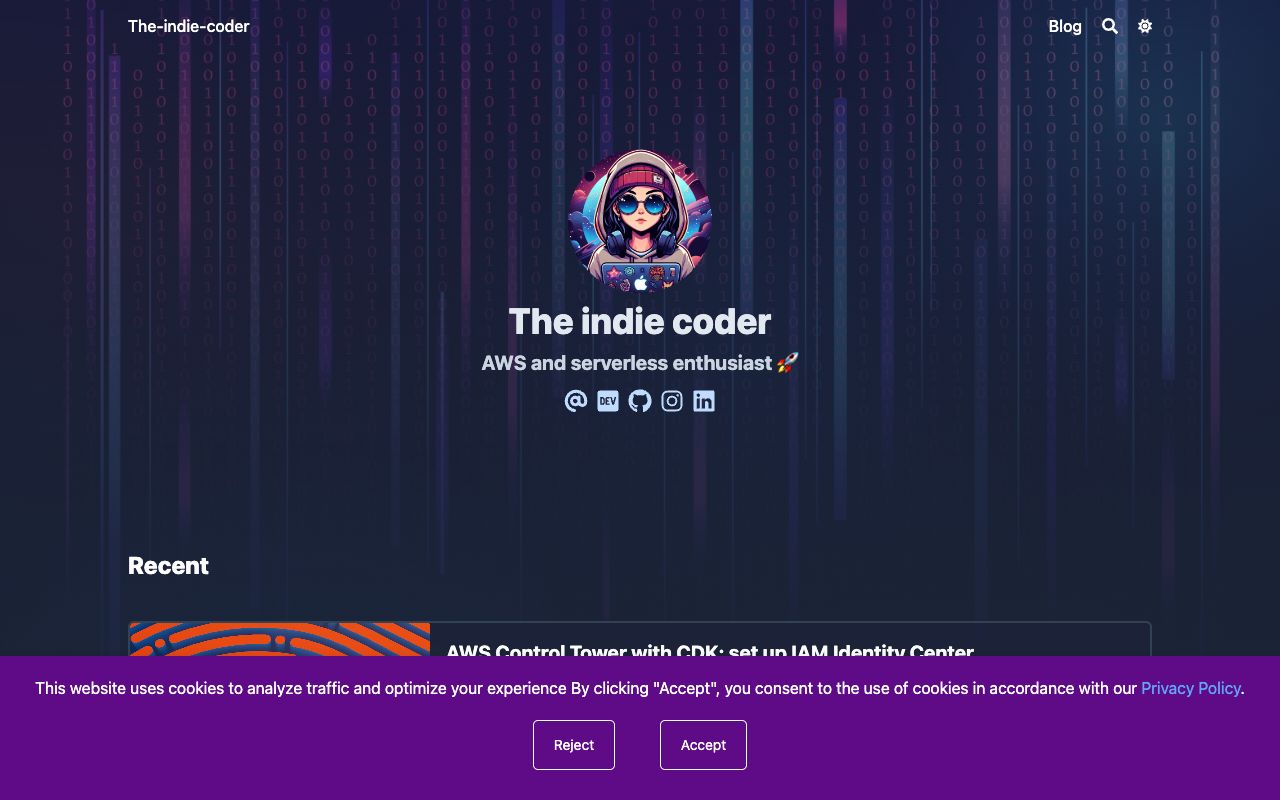 The-indie-coder
Blog
The indie coder
AWS and serverless enthusiast 🚀
DEV
Recent
AWS Control Tower with CDK: set up IAM Identity Center
This website uses cookies to analyze traffic and optimize your experience By clicking "Accept", you consent to the use of cookies in accordance with our Privacy Policy.
Reject
Accept